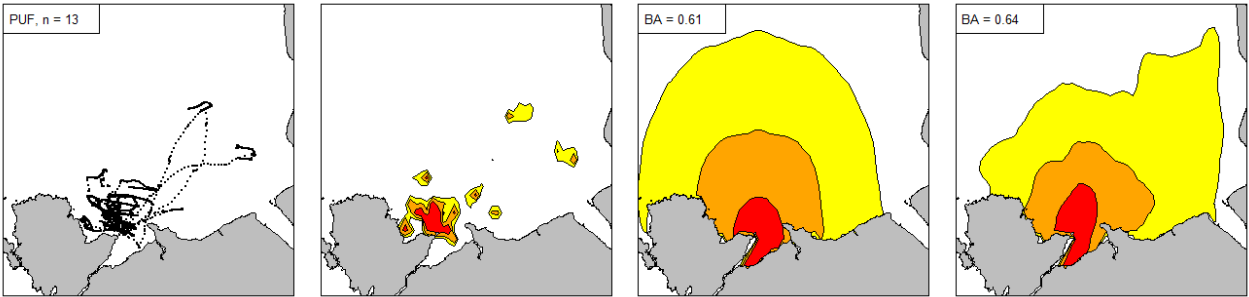 PUF, n = 13
BA = 0.61
BA = 0.64